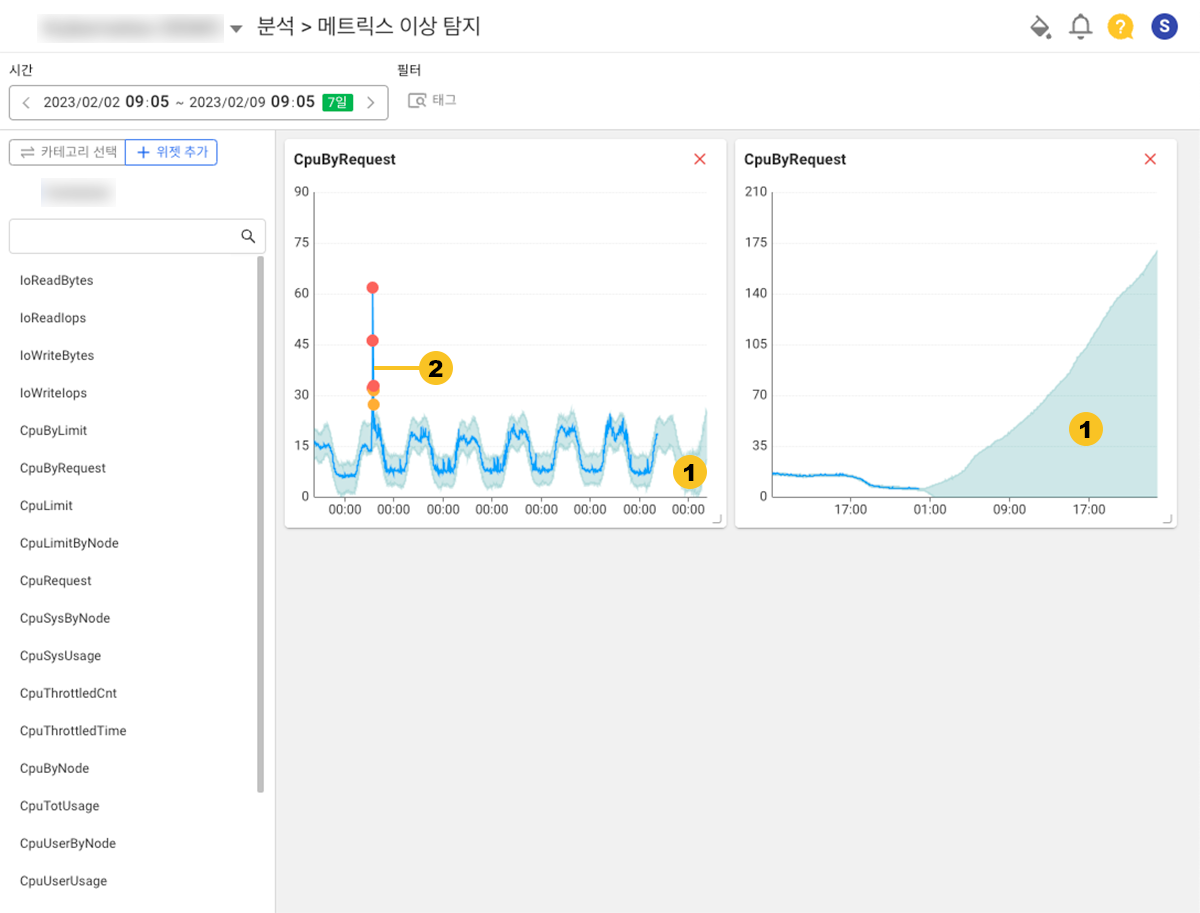 분석 > 메트릭스 이상 탐지
?
S
시간
필터
2023/02/02 09:05 ~ 2023/02/09 09:05 7일
태그
카테고리 선택
+ 위젯 추가
IoReadBytes
IoReadIops
IoWriteBytes
IoWriteIops
CpuByLimit
CpuByRequest
CpuLimit
CpuLimitByNode
CpuRequest
CpuSysByNode
CpuSysUsage
CpuThrottledCnt
CpuThrottledTime
CpuByNode
CpuTotUsage
CpuUserByNode
CpuUserUsage
CpuByRequest
90
75
60
45
30
15
0
2
1
00:00 00:00 00:00 00:00 00:00 00:00 00:00 00:00
CpuByRequest
210
175
140
105
70
35
0
1
17:00 01:00 09:00 17:00